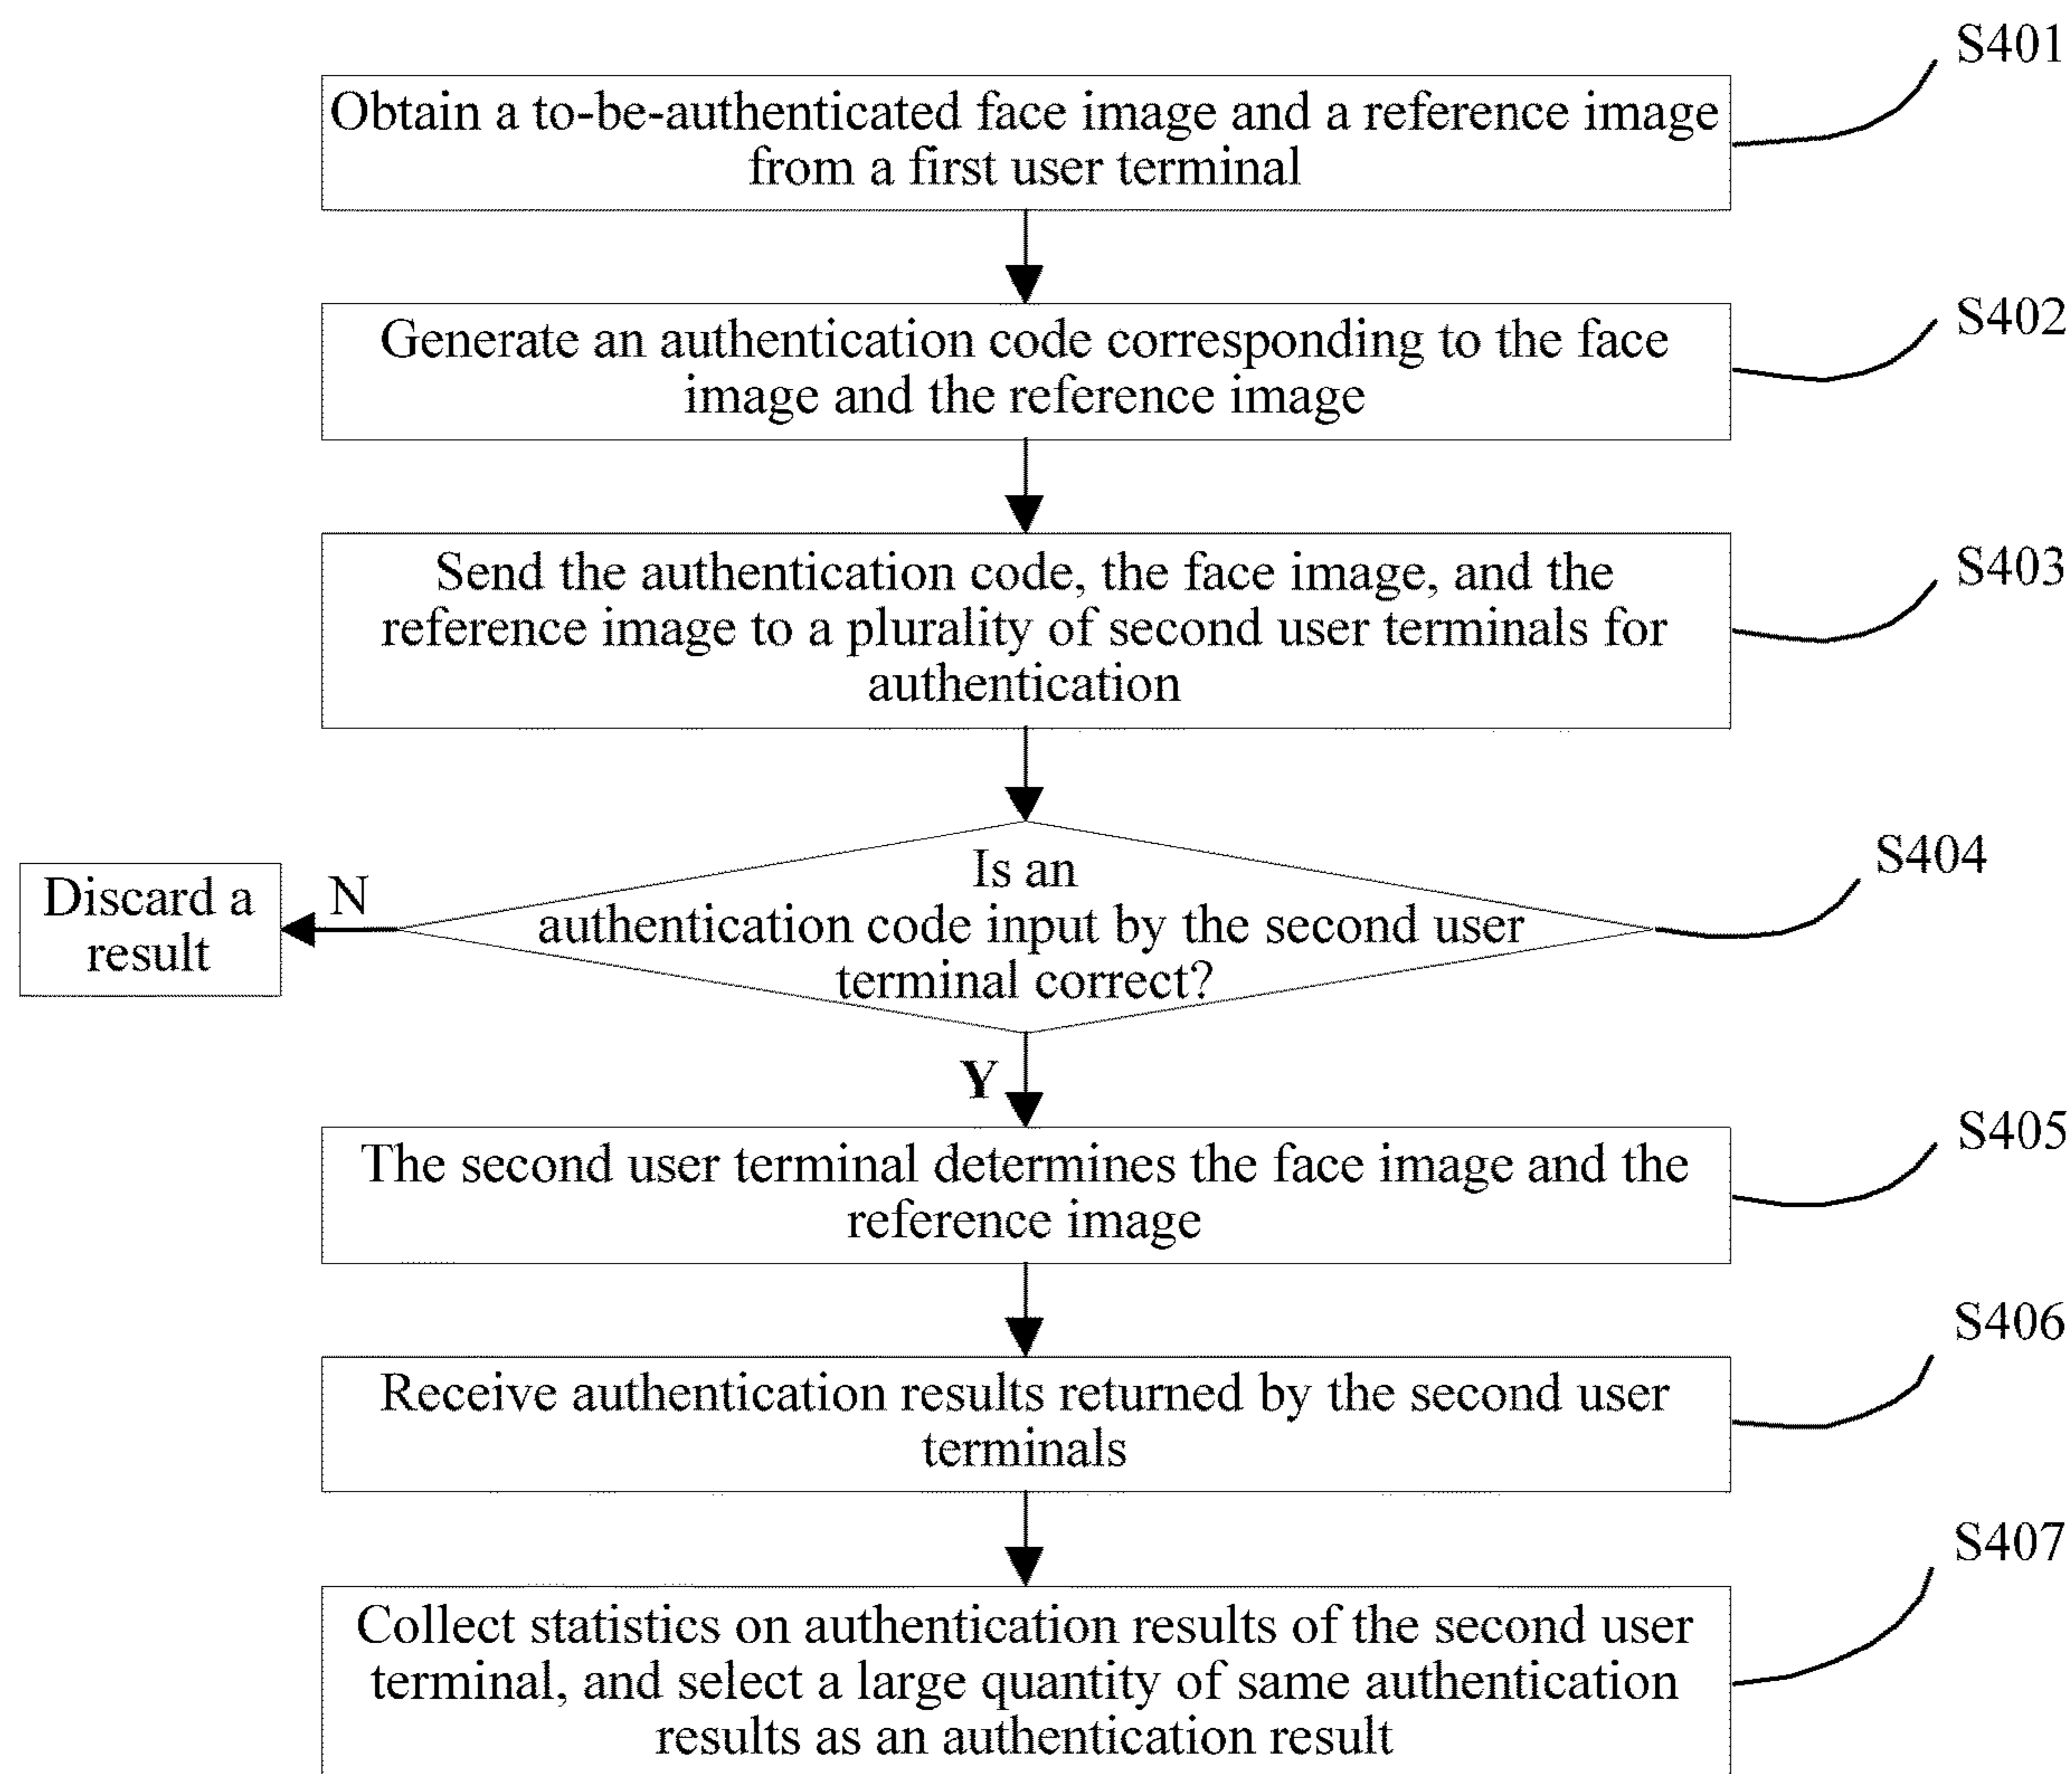 S401
Obtain a to-be-authenticated face image and a reference image
from a first user terminal
S402
Generate an authentication code corresponding to the face
image and the reference image
S403
Send the authentication code, the face image, and the
reference image to a plurality of second user terminals for
authentication
S404
Is an
authentication code input by the second user
terminal correct?
N
Discard a
result
Y
S405
The second user terminal determines the face image and the
reference image
S406
Receive authentication results returned by the second user
terminals
S407
Collect statistics on authentication results of the second user
terminal, and select a large quantity of same authentication
results as an authentication result